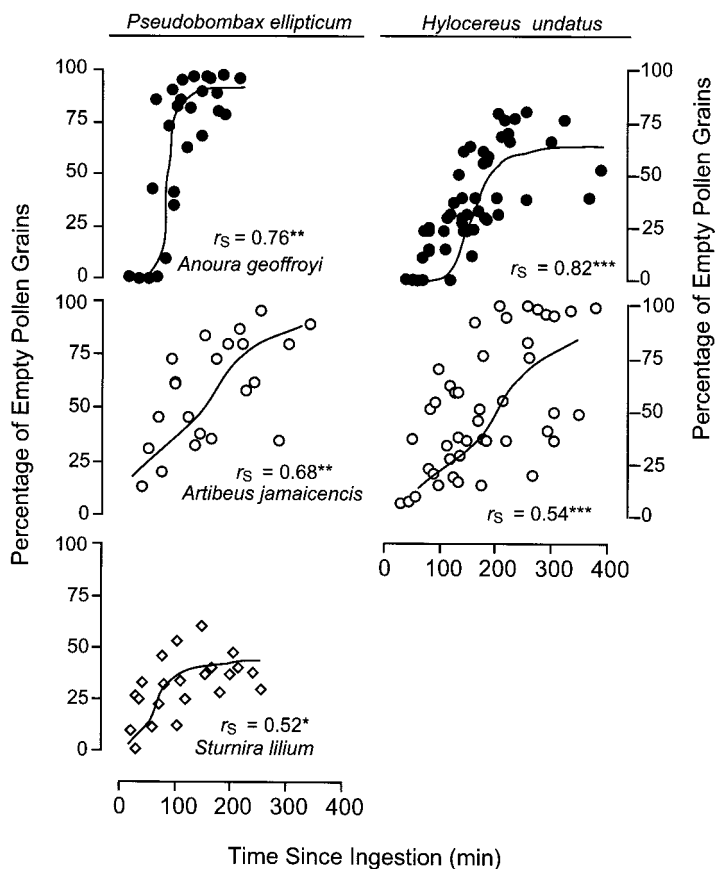 Pseudobombax ellipticum
Hylocereus undatus
Percentage of Empty Pollen Grains
100
75
50
25
0
rS = 0.76**
Anoura geoffroyi
100
75
50
25
0
rS = 0.82***
Percentage of Empty Pollen Grains
100
75
50
25
0
rS = 0.68**
Artibeus jamaicencis
100
75
50
25
0
rS = 0.54***
0 100 200 300 400
100
75
50
25
0
rS = 0.52*
Sturnira lilium
0 100 200 300 400
Time Since Ingestion (min)